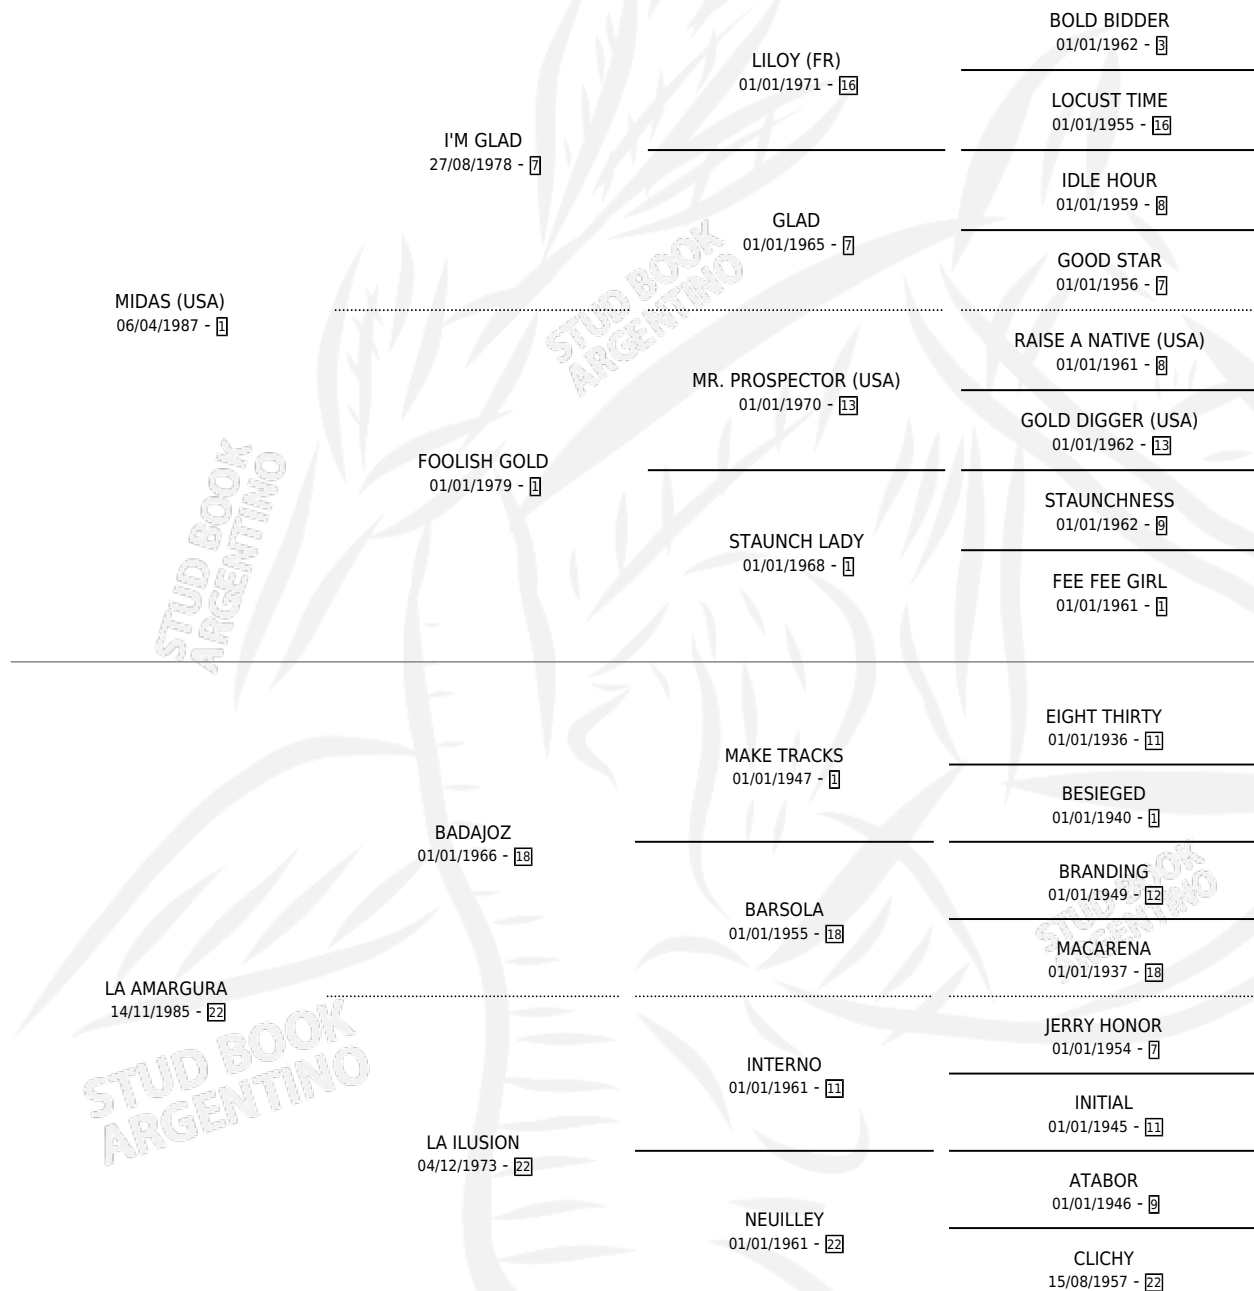 BOLD BIDDER
01/01/1962 - 3
LILOY (FR)
01/01/1971 - 16
LOCUST TIME
01/01/1955 - 16
I'M GLAD
27/08/1978 - 7
IDLE HOUR
01/01/1959 - 8
GLAD
01/01/1965 - 7
GOOD STAR
01/01/1956 - 7
MIDAS (USA)
06/04/1987 - 1
RAISE A NATIVE (USA)
01/01/1961 - 8
MR. PROSPECTOR (USA)
01/01/1970 - 13
GOLD DIGGER (USA)
01/01/1962 - 13
FOOLISH GOLD
01/01/1979 - 1
STAUNCHNESS
01/01/1962 - 9
STAUNCH LADY
01/01/1968 - 1
FEE FEE GIRL
01/01/1961 - 1
EIGHT THIRTY
01/01/1936 - 11
MAKE TRACKS
01/01/1947 - 1
BESIEGED
01/01/1940 - 1
BADAJOZ
01/01/1966 - 18
BRANDING
01/01/1949 - 12
BARSOLA
01/01/1955 - 18
MACARENA
01/01/1937 - 18
LA AMARGURA
14/11/1985 - 22
JERRY HONOR
01/01/1954 - 7
INTERNO
01/01/1961 - 11
INITIAL
01/01/1945 - 11
LA ILUSION
04/12/1973 - 22
ATABOR
01/01/1946 - 9
NEUILLEY
01/01/1961 - 22
CLICHY
15/08/1957 - 22
STUD BOOK
ARGENTINO
STUD BOOK
ARGENTINO
STUD BOOK
ARGENTINO
STUD BOOK
ARGENTINO